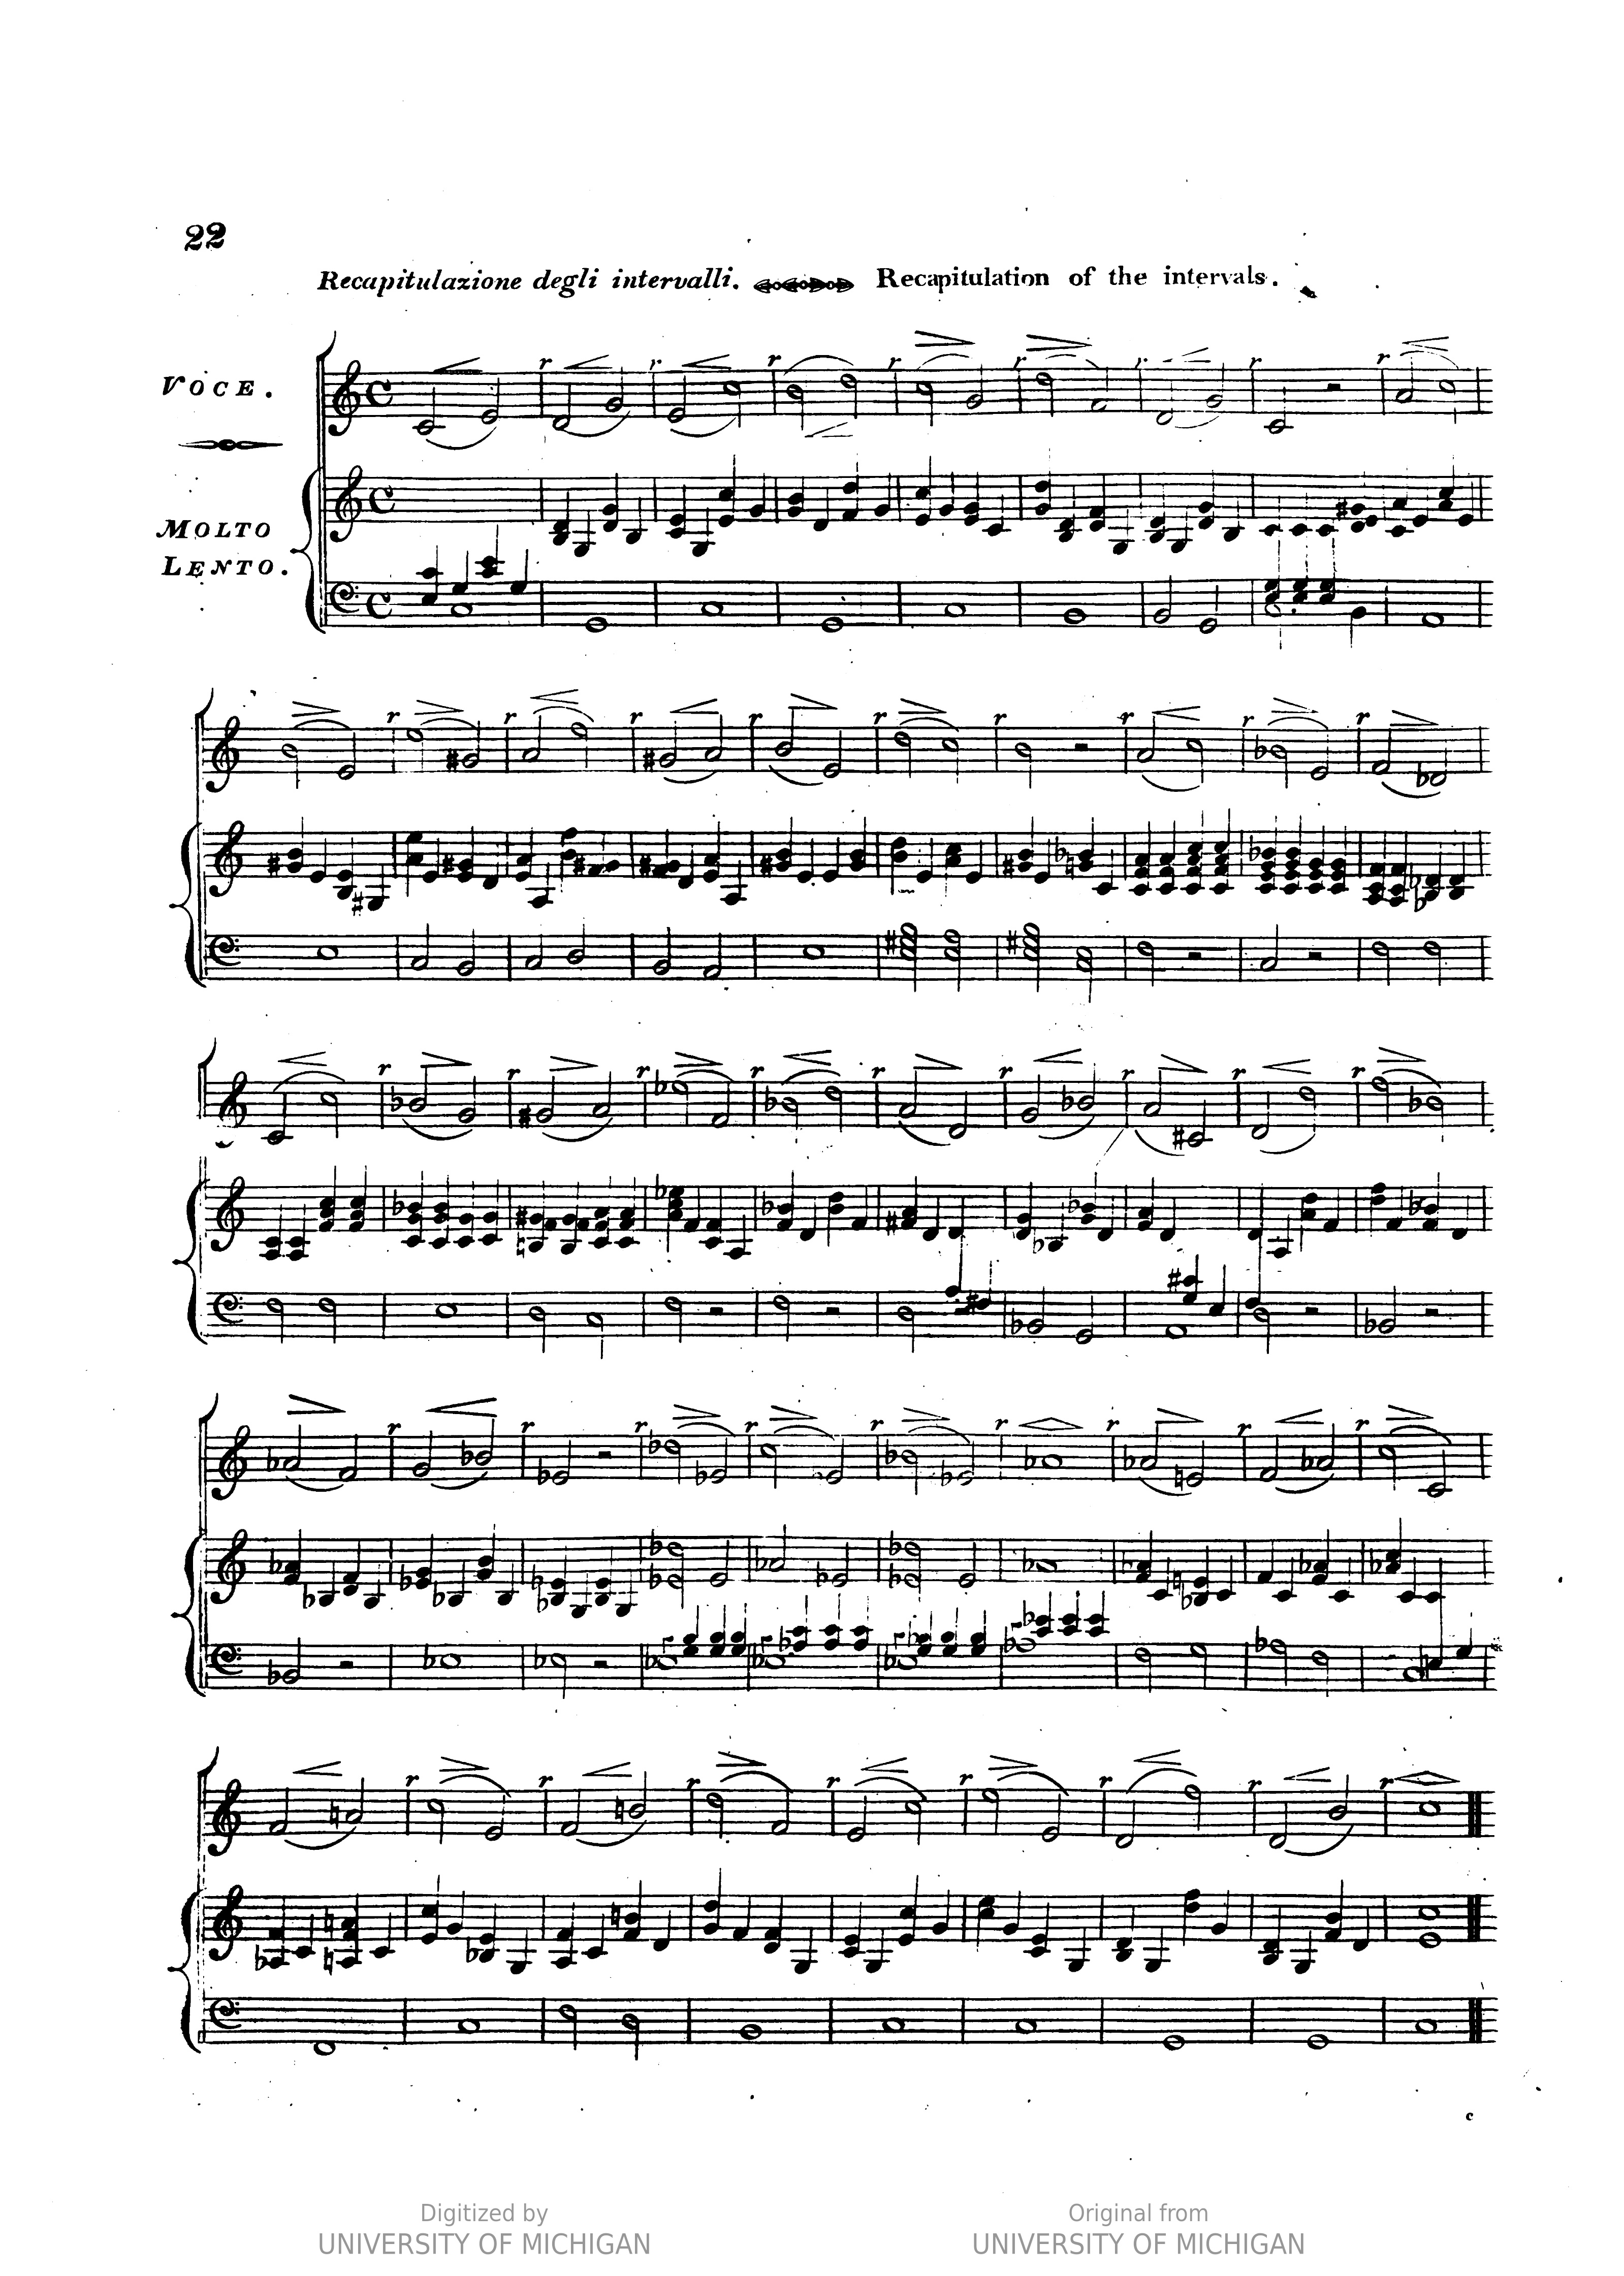 22
Recapitulazione degli intervalli. Recapitulation of the intervals.
VOCE.
r r r r r r r r
MOLTO
LENTO.
r r r r r r r r r
r r r r r r r r r
r r r r r r r r r
r r r r r r r r
c
Digitized by
UNIVERSITY OF MICHIGAN
Original from
UNIVERSITY OF MICHIGAN